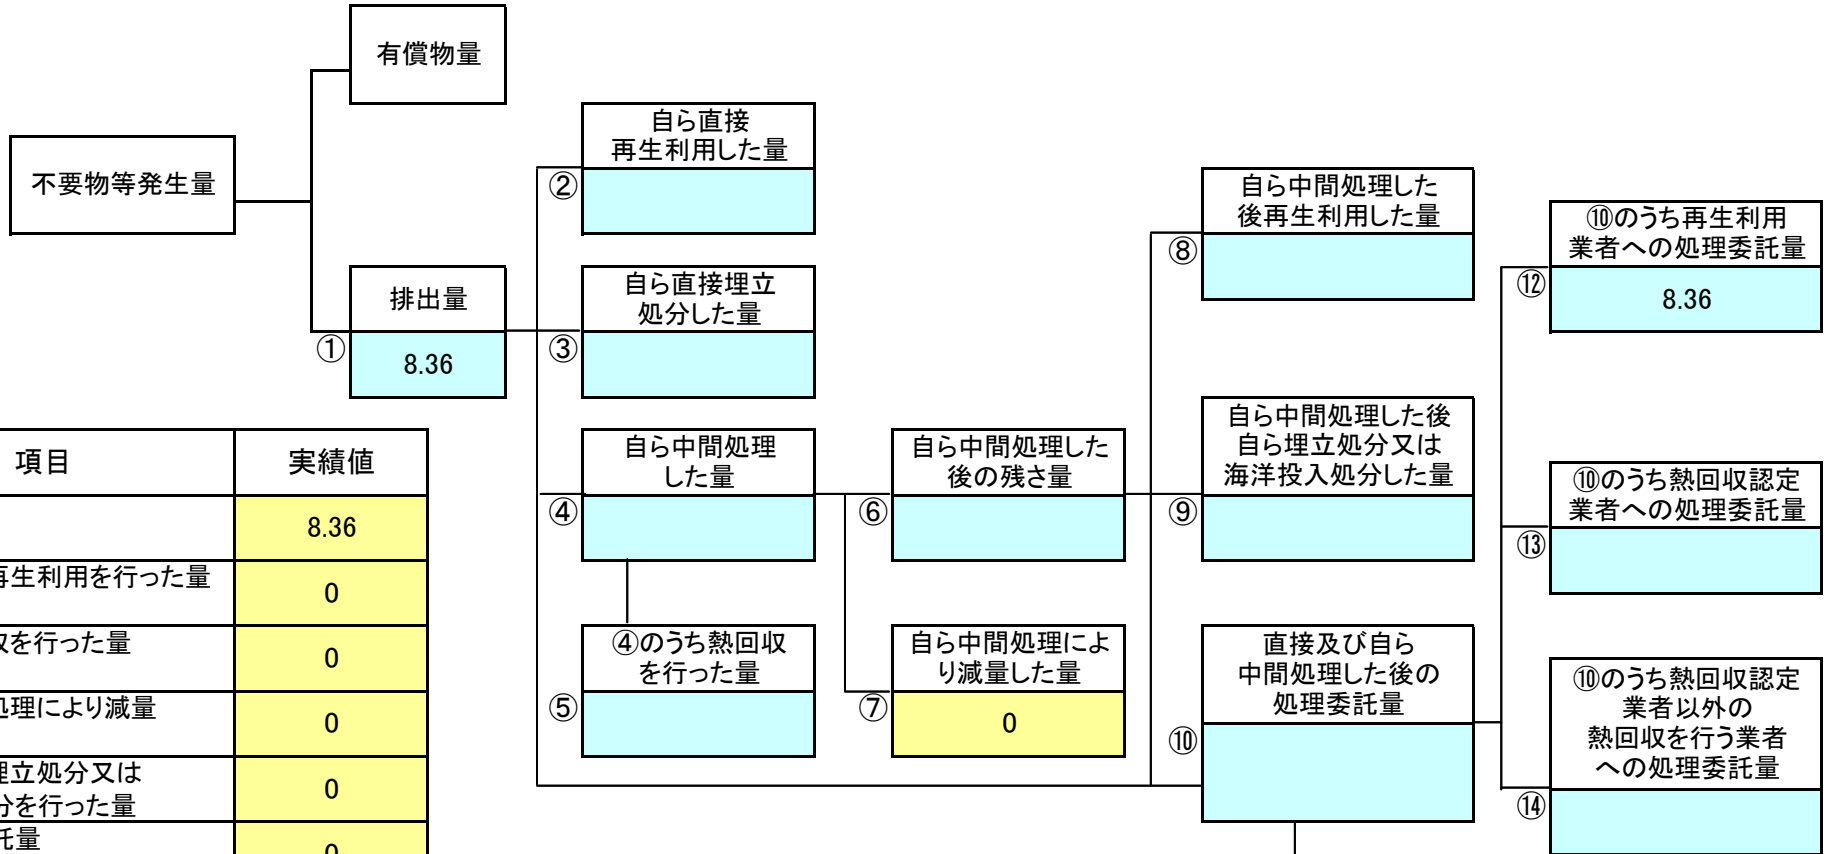 有償物量
不要物等発生量
自ら直接
再生利用した量
②
排出量
①
8.36
自ら直接埋立
処分した量
③
自ら中間処理
した量
④
④のうち熱回収
を行った量
⑤
自ら中間処理した
後の残さ量
⑥
自ら中間処理によ
り減量した量
⑦
0
自ら中間処理した
後再生利用した量
⑧
自ら中間処理した後
自ら埋立処分又は
海洋投入処分した量
⑨
直接及び自ら
中間処理した後の
処理委託量
⑩
⑩のうち再生利用
業者への処理委託量
⑫
8.36
⑩のうち熱回収認定
業者への処理委託量
⑬
⑩のうち熱回収認定
業者以外の
熱回収を行う業者
への処理委託量
⑭
項目
実績値
8.36
再生利用を行った量
0
収を行った量
0
処理により減量
0
埋立処分又は
分を行った量
0
託量
0